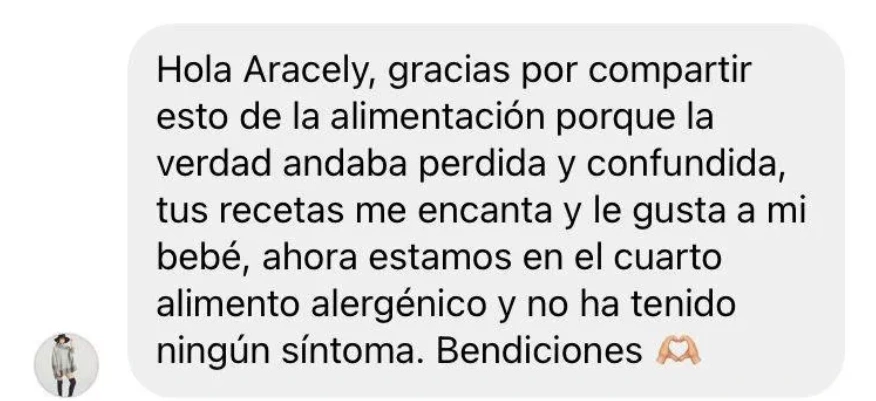 Hola Aracely, gracias por compartir
esto de la alimentación porque la
verdad andaba perdida y confundida,
tus recetas me encanta y le gusta a mi
bebé, ahora estamos en el cuarto
alimento alergénico y no ha tenido
ningún síntoma. Bendiciones 🫶🏼